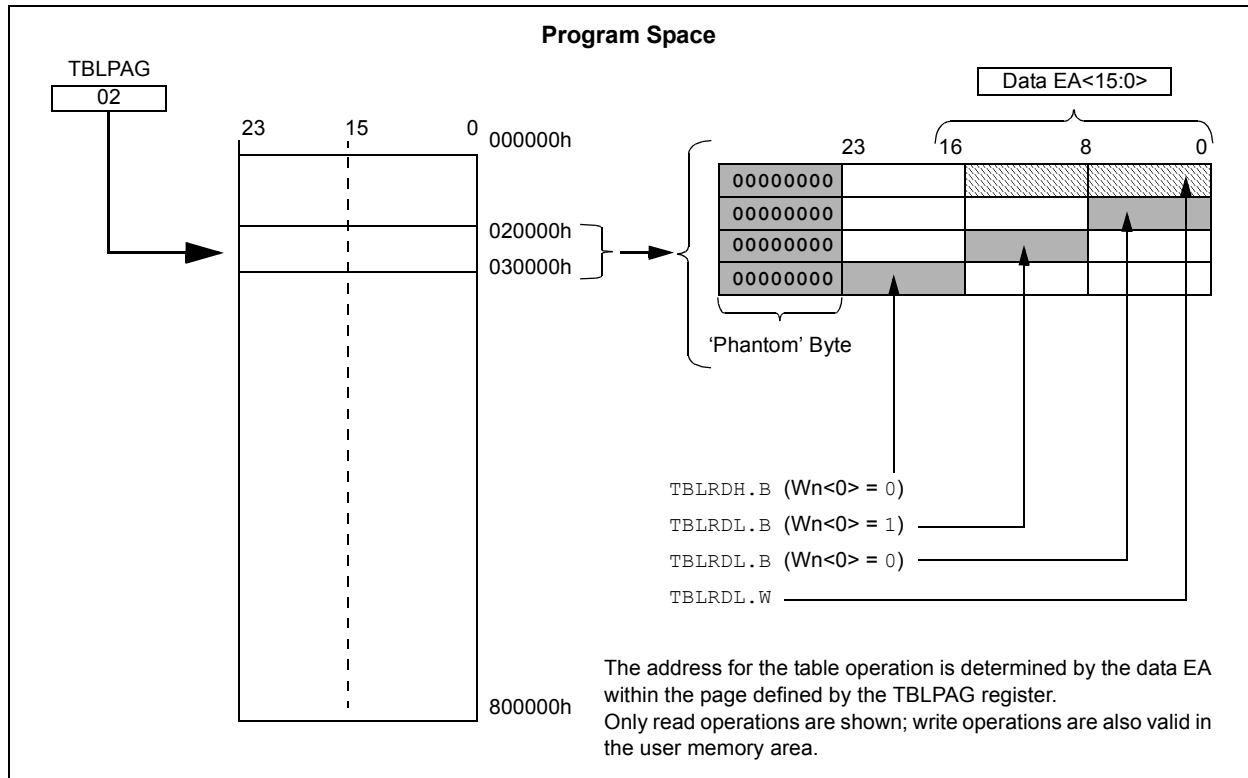 Program Space
TBLPAG
02
Data EA<15:0>
23 15 0
000000h
020000h
030000h
800000h
23 16 8 0
00000000
00000000
00000000
00000000
‘Phantom’ Byte
TBLRDH.B (Wn<0> = 0)
TBLRDL.B (Wn<0> = 1)
TBLRDL.B (Wn<0> = 0)
TBLRDL.W
The address for the table operation is determined by the data EA
within the page defined by the TBLPAG register.
Only read operations are shown; write operations are also valid in
the user memory area.